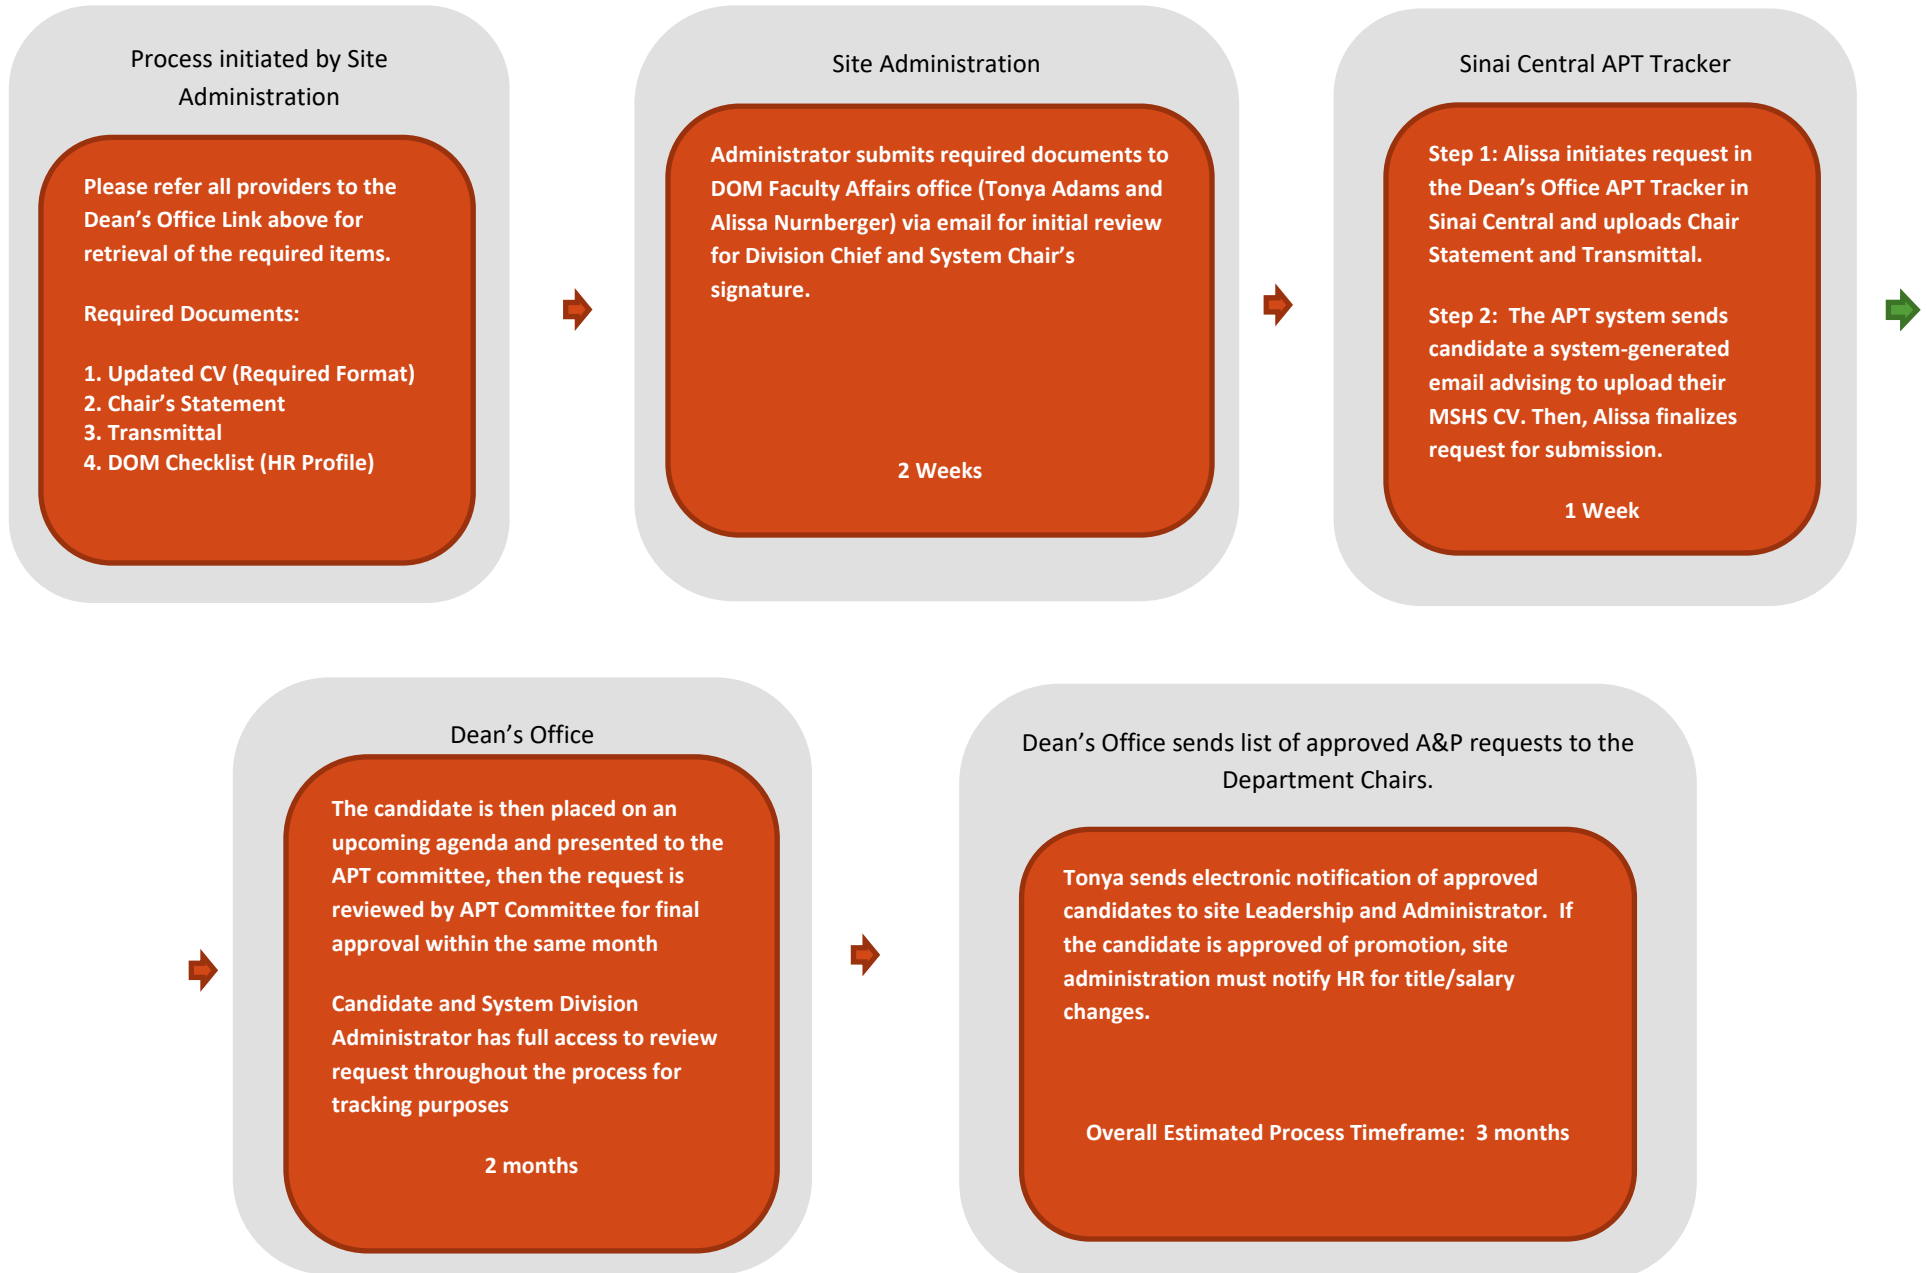 Process initiated by Site
Administration
Please refer all providers to the
Dean’s Office Link above for
retrieval of the required items.
Required Documents:
1. Updated CV (Required Format)
2. Chair’s Statement
3. Transmittal
4. DOM Checklist (HR Profile)
Site Administration
Administrator submits required documents to
DOM Faculty Affairs office (Tonya Adams and
Alissa Nurnberger) via email for initial review
for Division Chief and System Chair’s
signature.
2 Weeks
Sinai Central APT Tracker
Step 1: Alissa initiates request in
the Dean’s Office APT Tracker in
Sinai Central and uploads Chair
Statement and Transmittal.
Step 2:  The APT system sends
candidate a system-generated
email advising to upload their
MSHS CV. Then, Alissa finalizes
request for submission.
1 Week
Dean’s Office
The candidate is then placed on an
upcoming agenda and presented to the
APT committee, then the request is
reviewed by APT Committee for final
approval within the same month
Candidate and System Division
Administrator has full access to review
request throughout the process for
tracking purposes
2 months
Dean’s Office sends list of approved A&P requests to the
Department Chairs.
Tonya sends electronic notification of approved
candidates to site Leadership and Administrator.  If
the candidate is approved of promotion, site
administration must notify HR for title/salary
changes.
Overall Estimated Process Timeframe:  3 months